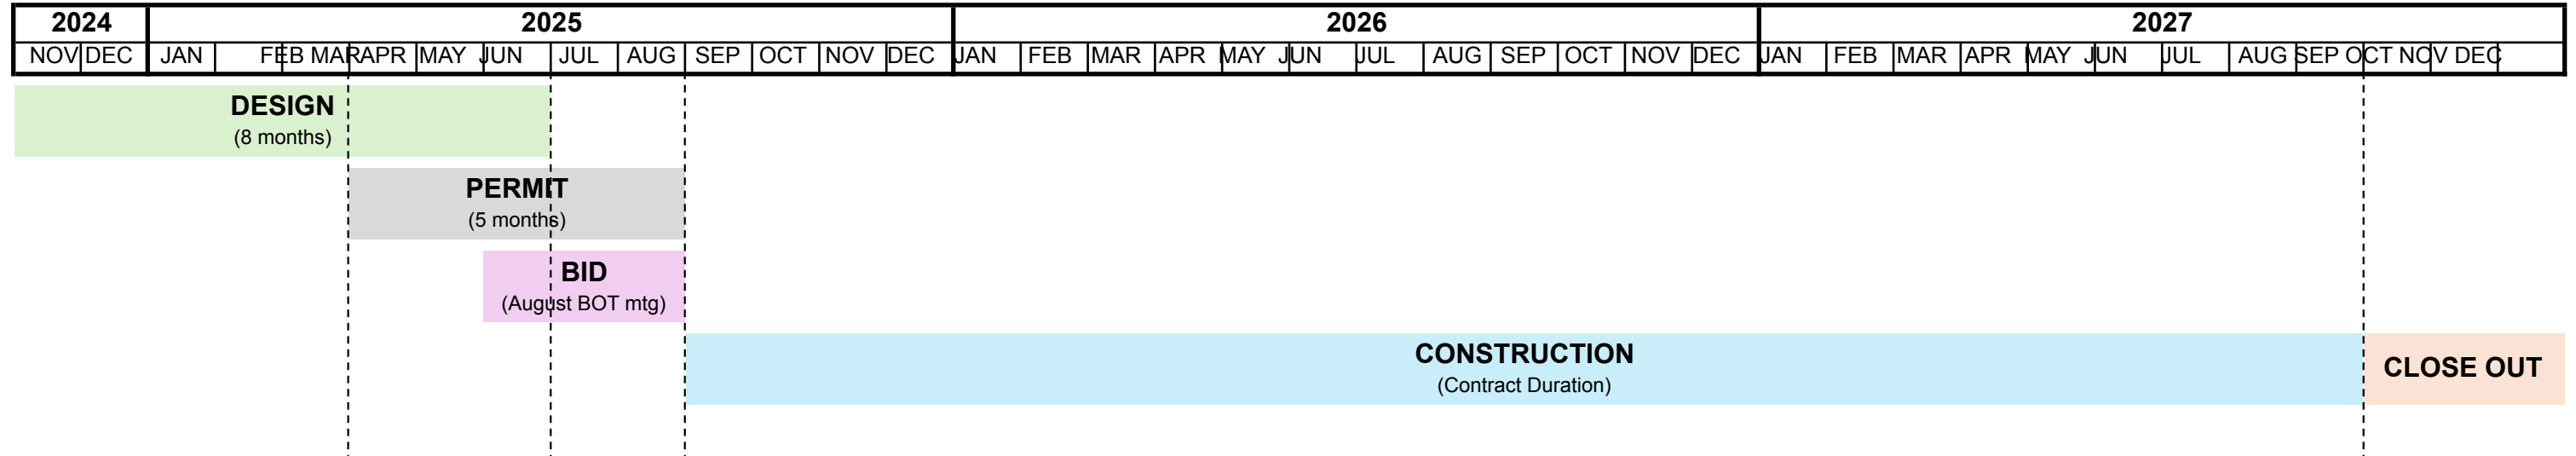 2024 2025 2026 2027
NOV DEC JAN FEB MAR APR MAY JUN JUL AUG SEP OCT NOV DEC JAN FEB MAR APR MAY JUN JUL AUG SEP OCT NOV DEC JAN FEB MAR APR MAY JUN JUL AUG SEP OCT NOV DEC
DESIGN
(8 months)
PERMIT
(5 months)
BID
(August BOT mtg)
CONSTRUCTION
(Contract Duration)
CLOSE OUT